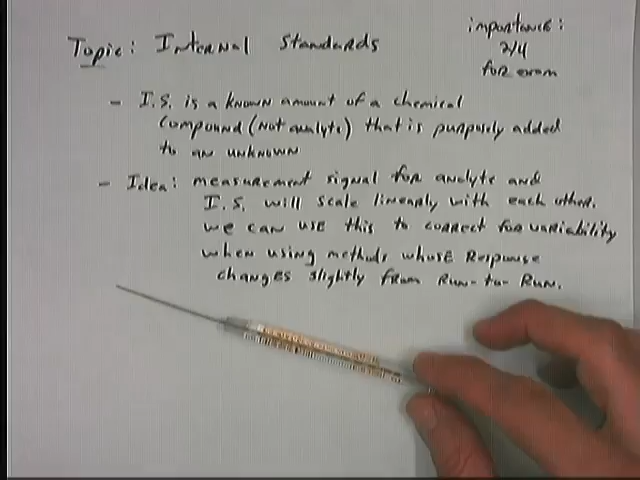 Topic: Internal Standards
importance:
2/4
for exam
- I.S. is a known amount of a chemical
compound (not analyte) that is purposely added
to an unknown
- Idea: measurement signal for analyte and
I.S. will scale linearly with each other.
we can use this to correct for variability
when using methods whose Response
changes slightly from Run-to-Run.